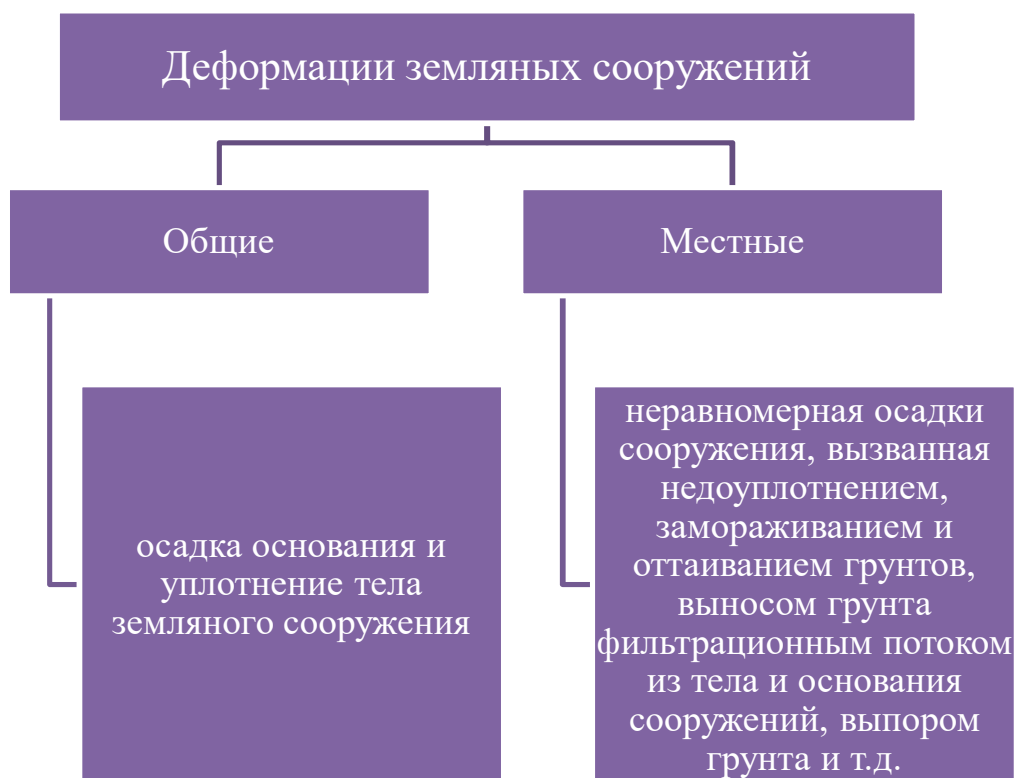 Деформации земляных сооружений
Общие
Местные
осадка основания и
уплотнение тела
земляного сооружения
неравномерная осадки
сооружения, вызванная
недоуплотнением,
замораживанием и
оттаиванием грунтов,
выносом грунта
фильтрационным потоком
из тела и основания
сооружений, выпором
грунта и т.д.